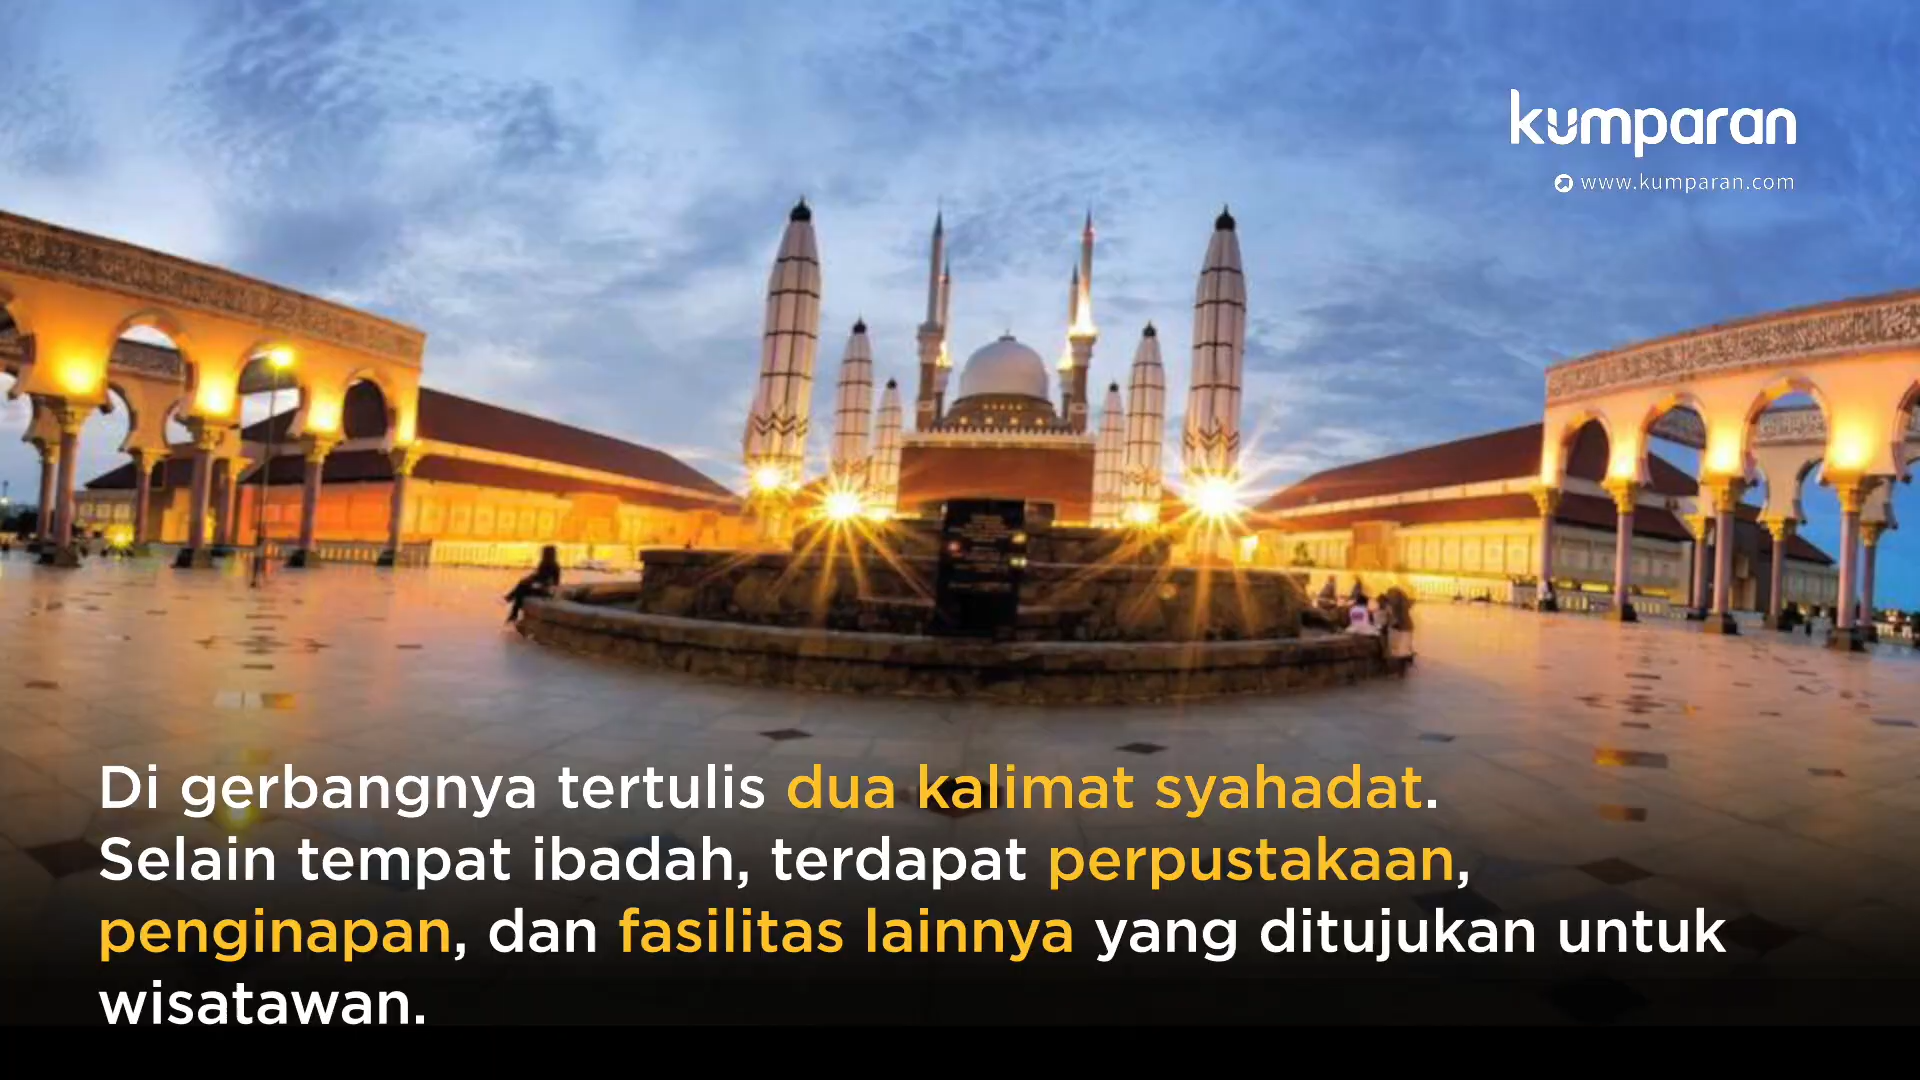 kumparan
www.kumparan.com
Di gerbangnya tertulis dua kalimat syahadat.
Selain tempat ibadah, terdapat perpustakaan,
penginapan, dan fasilitas lainnya yang ditujukan untuk
wisatawan.